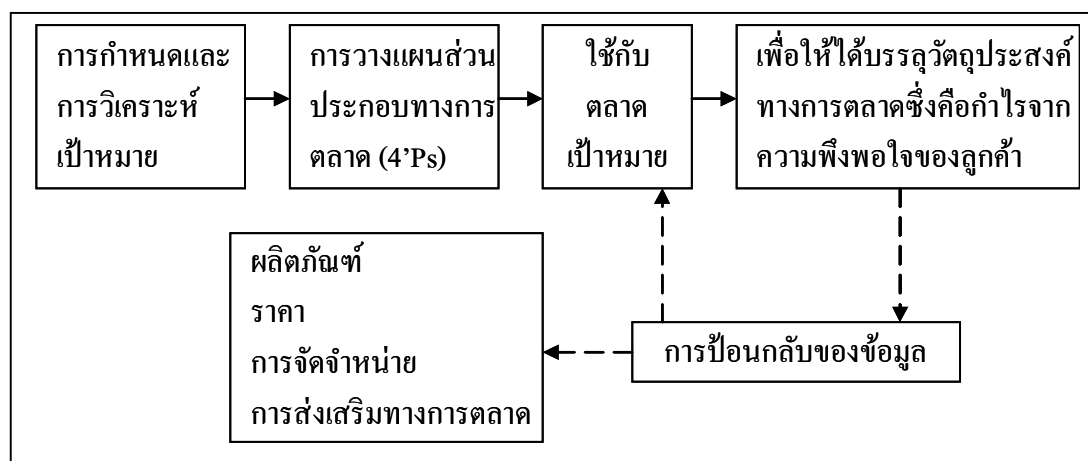 การกำหนดและ
การวิเคราะห์
เป้าหมาย
การวางแผนส่วน
ประกอบทางการ
ตลาด (4’Ps)
ใช้กับ
ตลาด
เป้าหมาย
เพื่อให้ได้บรรลุวัตถุประสงค์
ทางการตลาดซึ่งคือกำไรจาก
ความพึงพอใจของลูกค้า
ผลิตภัณฑ์
ราคา
การจัดจำหน่าย
การส่งเสริมทางการตลาด
การป้อนกลับของข้อมูล